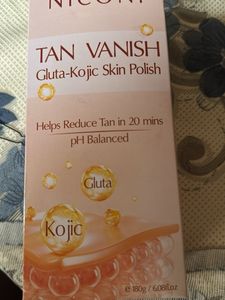 TAN VANISH
Gluta-Kojic Skin Polish
Helps Reduce Tan in 20 mins
pH Balanced
Gluta
Kojic
℮ 180g / 6.08fl.oz